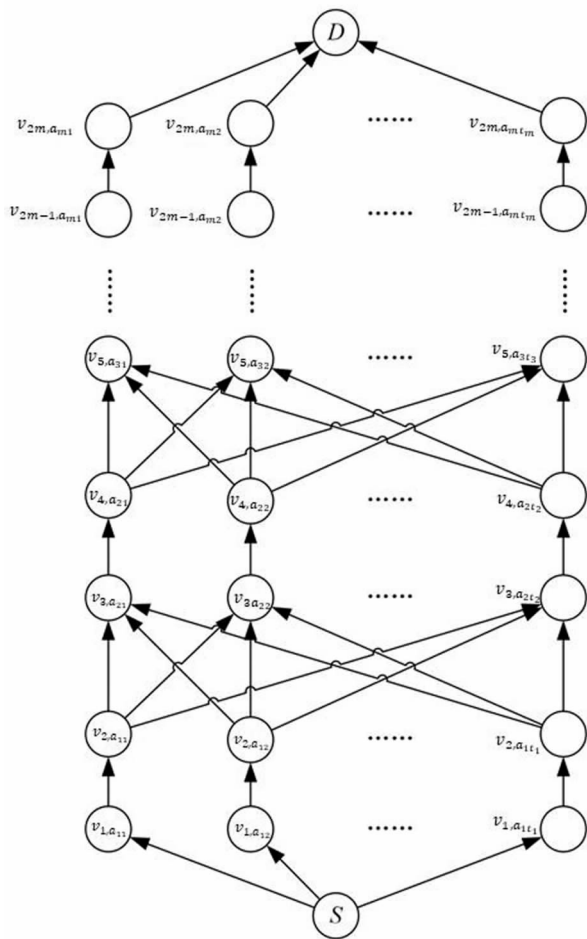 D
v_{2m,a_{m1}} v_{2m,a_{m2}} ...... v_{2m,a_{mt_m}}
v_{2m-1,a_{m1}} v_{2m-1,a_{m2}} ...... v_{2m-1,a_{mt_m}}
v_{5,a_{31}} v_{5,a_{32}} ...... v_{5,a_{3t_3}}
v_{4,a_{21}} v_{4,a_{22}} ...... v_{4,a_{2t_2}}
v_{3,a_{21}} v_{3a_{22}} ...... v_{3,a_{2t_2}}
v_{2,a_{11}} v_{2,a_{12}} ...... v_{2,a_{1t_1}}
v_{1,a_{11}} v_{1,a_{12}} ...... v_{1,a_{1t_1}}
S